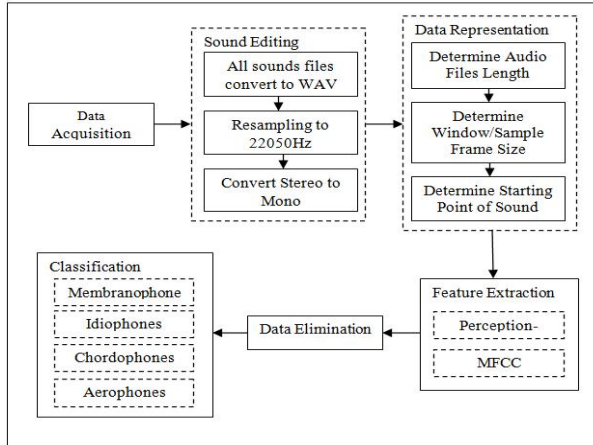 Data
Acquisition
Sound Editing
All sounds files
convert to WAV
Resampling to
22050Hz
Convert Stereo to
Mono
Data Representation
Determine Audio
Files Length
Determine
Window/Sample
Frame Size
Determine Starting
Point of Sound
Feature Extraction
Perception-
MFCC
Data Elimination
Classification
Membranophone
Idiophones
Chordophones
Aerophones